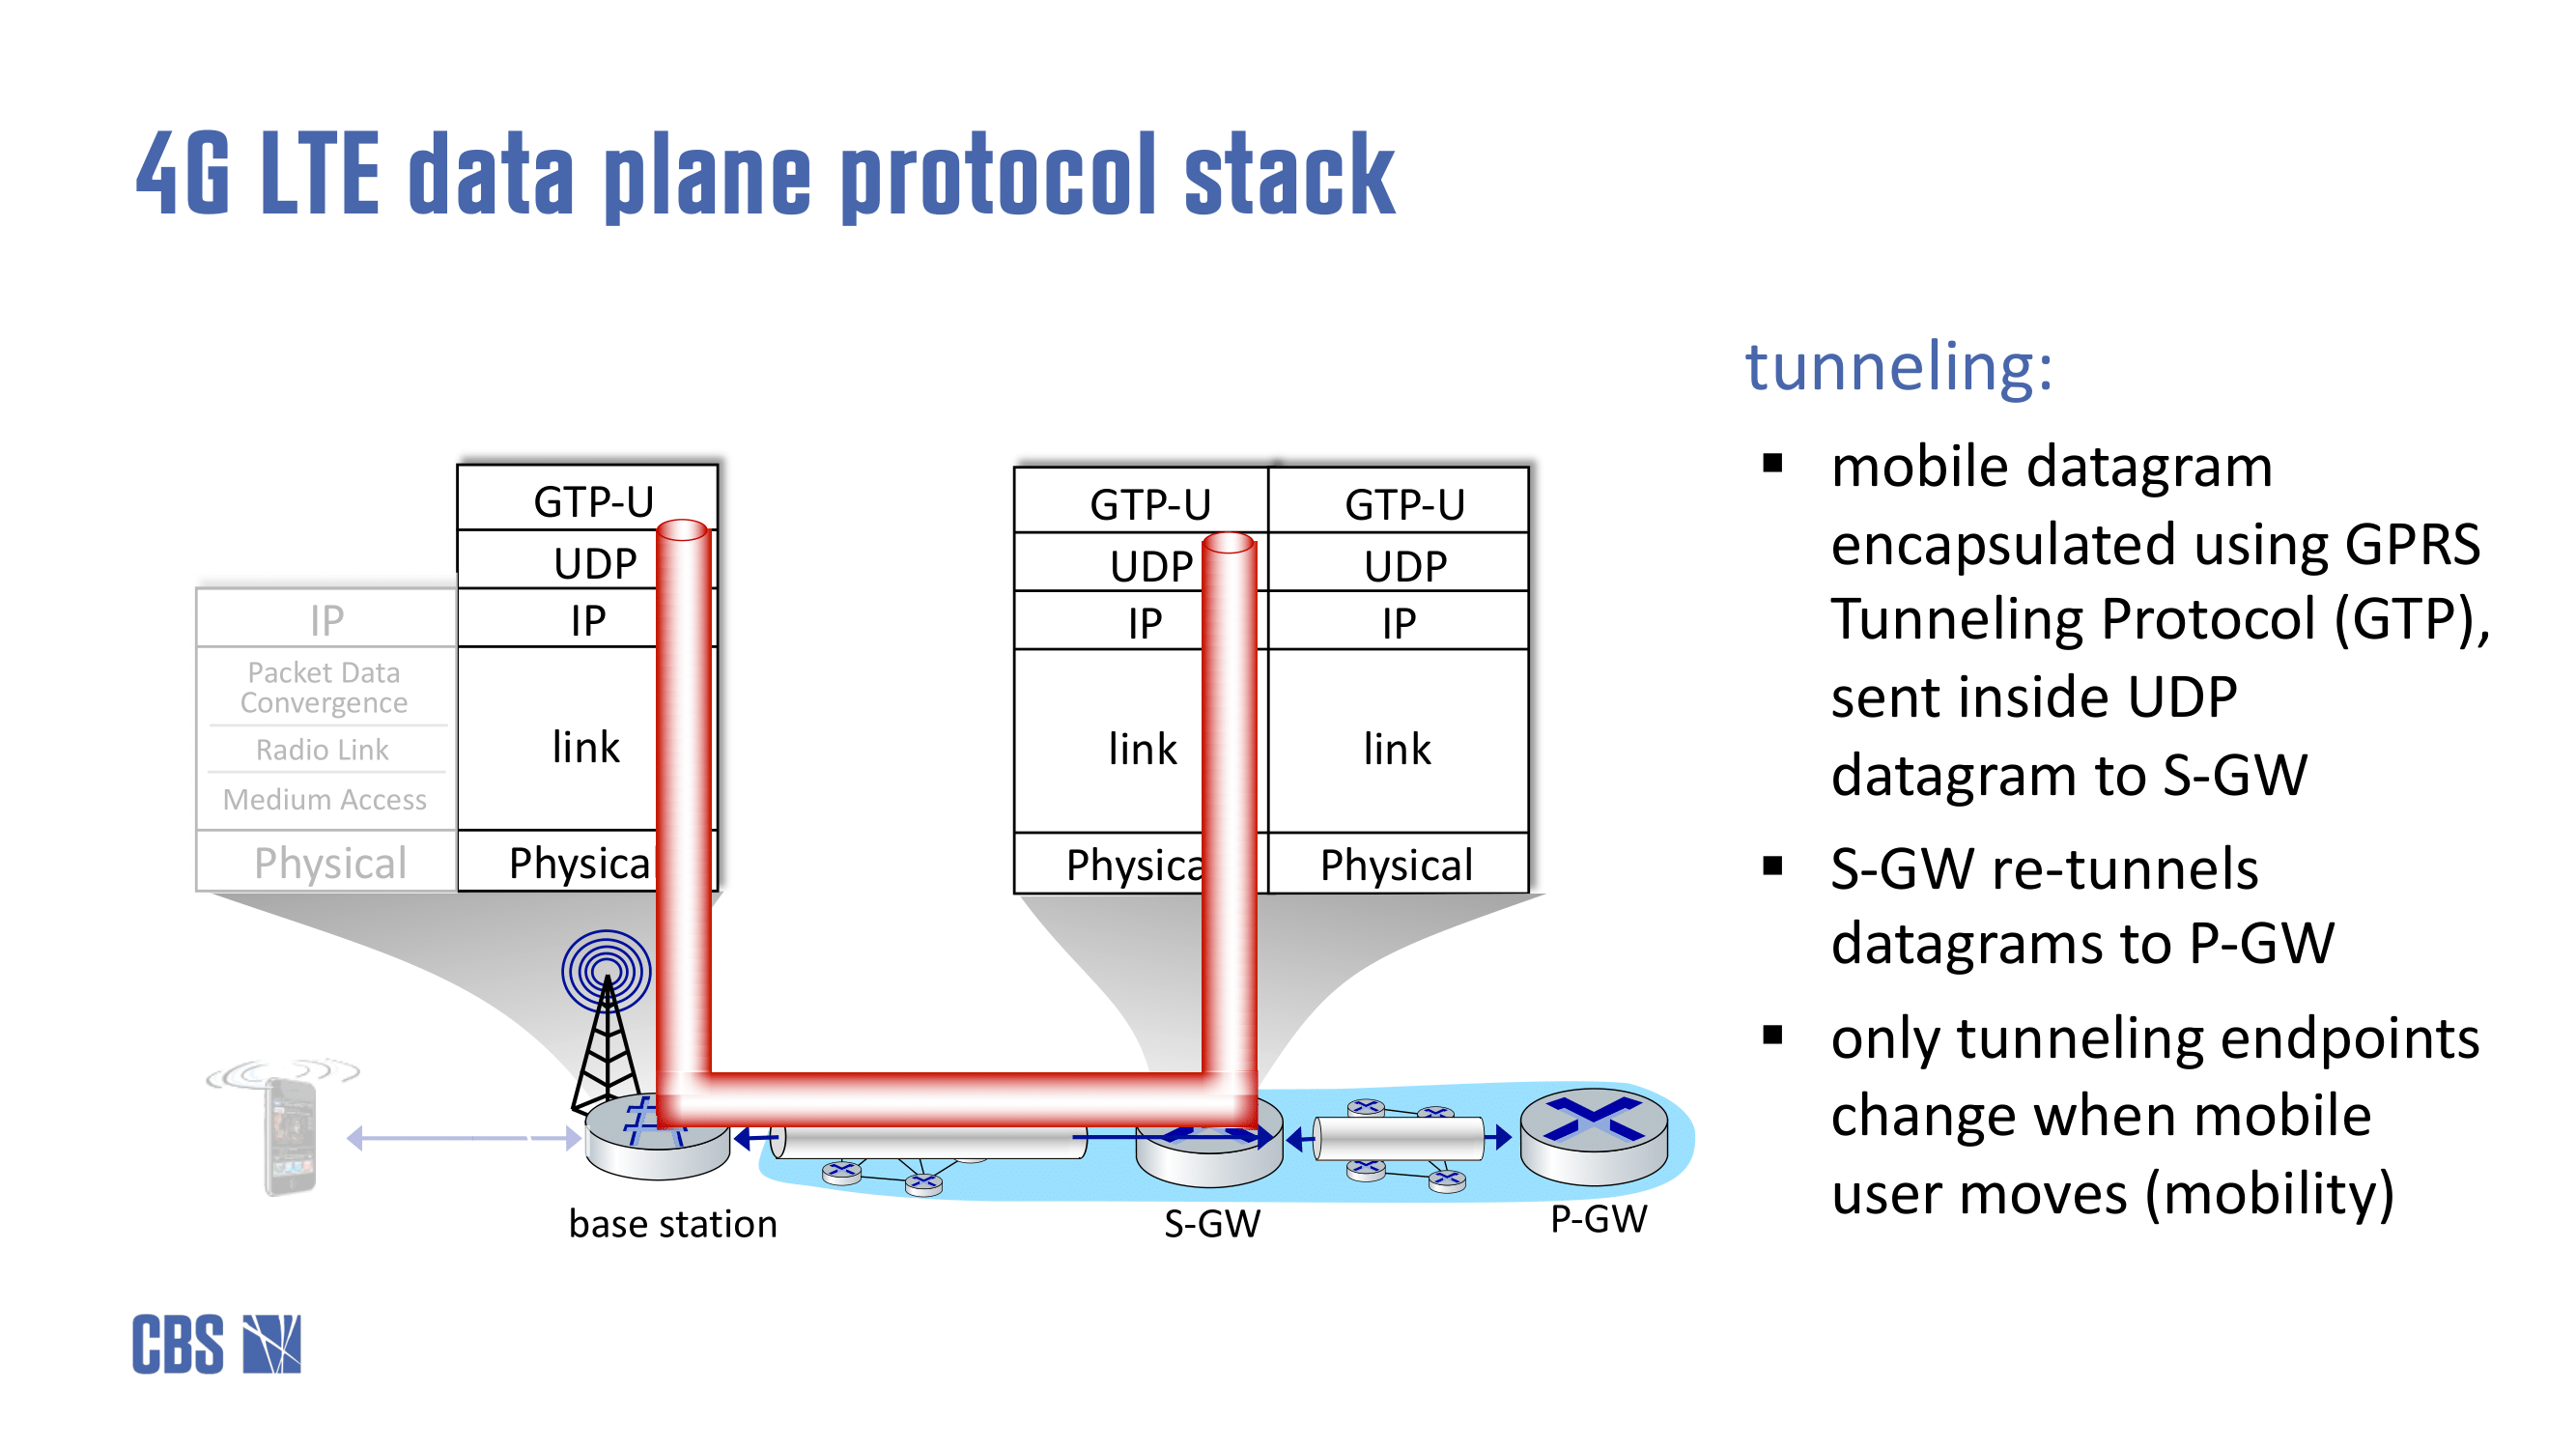 4G LTE data plane protocol stack
tunneling:
▪ mobile datagram
encapsulated using GPRS
Tunneling Protocol (GTP),
sent inside UDP
datagram to S-GW
▪ S-GW re-tunnels
datagrams to P-GW
▪ only tunneling endpoints
change when mobile
user moves (mobility)
IP
Packet Data
Convergence
Radio Link
Medium Access
Physical
GTP-U
UDP
IP
link
Physica
GTP-U
UDP
IP
link
Physica
GTP-U
UDP
IP
link
Physical
base station
S-GW
P-GW
CBS